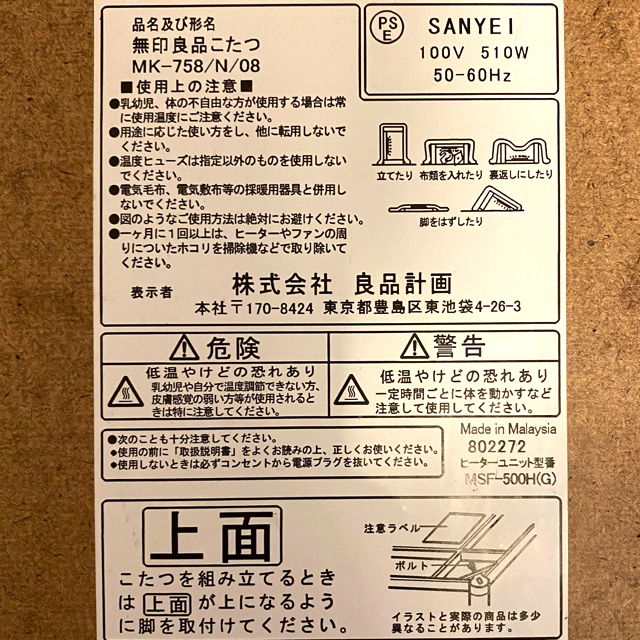 品名及び形名
無印良品こたつ
MK-758/N/08
PS
E
SANYEI
100V 510W
50-60Hz
■使用上の注意■
●乳幼児、体の不自由な方が使用する場合は常
に使用温度にご注意ください。
●用途に応じた使い方をし、他に転用しないで
ください。
●温度ヒューズは指定以外のものを使用しない
でください。
●電気毛布、電気敷布等の採暖用器具と併用し
ないでください。
●図のようなご使用方法は絶対にお避けください。
●一ヶ月に1回以上は、ヒーターやファンの周
りについたホコリを掃除機などで取り除いて
ください。
立てたり 布類を入れたり 裏返しにしたり
脚をはずしたり
表示者
株式会社 良品計画
本社〒170-8424 東京都豊島区東池袋4-26-3
危険
低温やけどの恐れあり
乳幼児や自分で温度調節できない方、
皮膚感覚の弱い方等が使用されると
きは特に注意してください。
警告
低温やけどの恐れあり
一定時間ごとに体を動かすなど
注意して使用してください。
●次のことも十分注意してください。
◆使用の前に「取扱説明書」をよくお読みの上、正しくお使いください。
◆使用しないときは必ずコンセントから電源プラグを抜いてください。
Made in Malaysia
802272
ヒーターユニット型番
MSF-500H(G)
上面
こたつを組み立てるとき
は 上面 が上になるよう
に脚を取付けてください。
注意ラベル
ボルト
イラストと実際の商品は多少
異なることがあります。